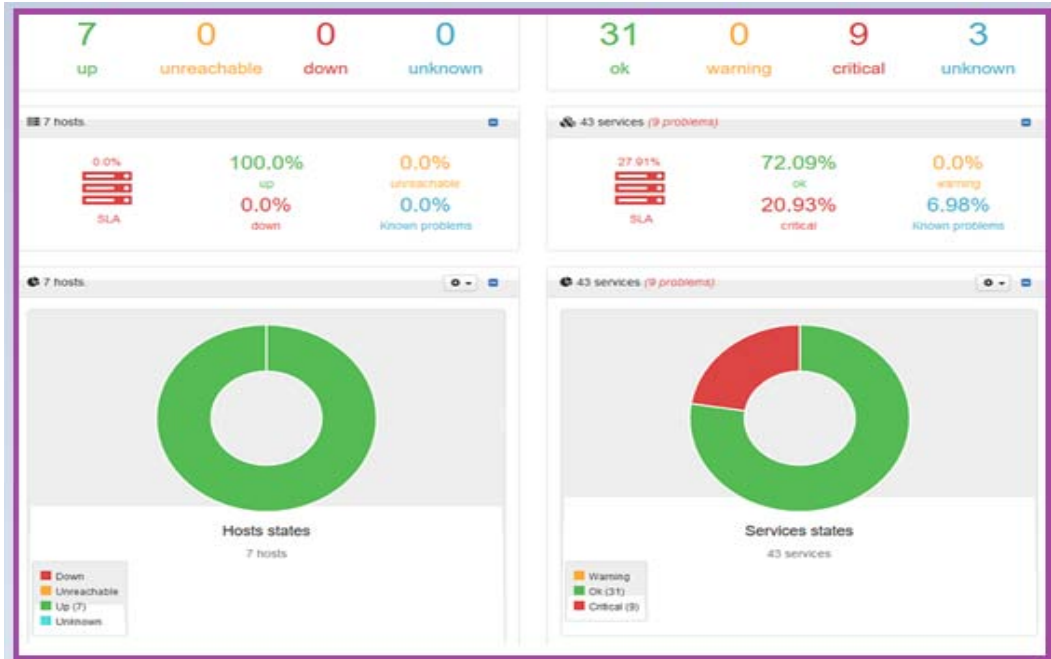 7 0 0 0
up unreachable down unknown
31 0 9 3
ok warning critical unknown
7 hosts.
0.0% 100.0% 0.0%
up unreachable
0.0% 0.0%
SLA down Known problems
43 services (9 problems)
27.91% 72.09% 0.0%
ok warning
20.93% 6.98%
SLA critical Known problems
7 hosts.
Hosts states
7 hosts
Down
Unreachable
Up (7)
Unknown
43 services (9 problems)
Services states
43 services
Warning
Ok (31)
Critical (9)